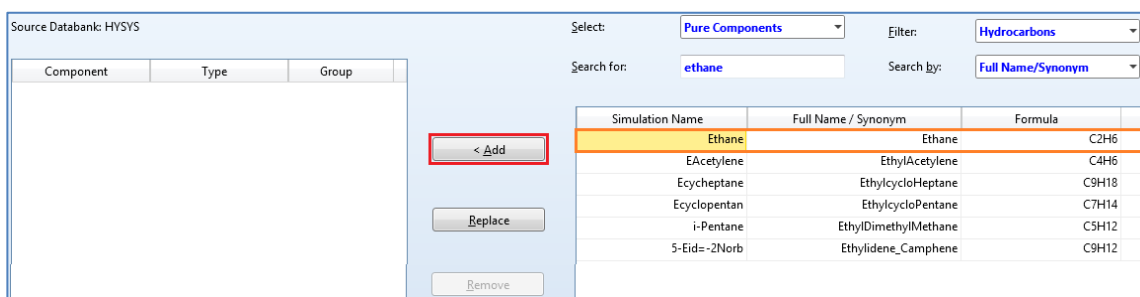 Source Databank: HYSYS
Select: Pure Components Filter: Hydrocarbons
Search for: ethane Search by: Full Name/Synonym
Component Type Group
Simulation Name Full Name / Synonym Formula
Ethane Ethane C2H6
< Add
EAcetylene EthylAcetylene C4H6
Ecycheptane EthylcycloHeptane C9H18
Ecyclopentan EthylcycloPentane C7H14
Replace
i-Pentane EthylDimethylMethane C5H12
5-Eid=-2Norb Ethylidene_Camphene C9H12
Remove